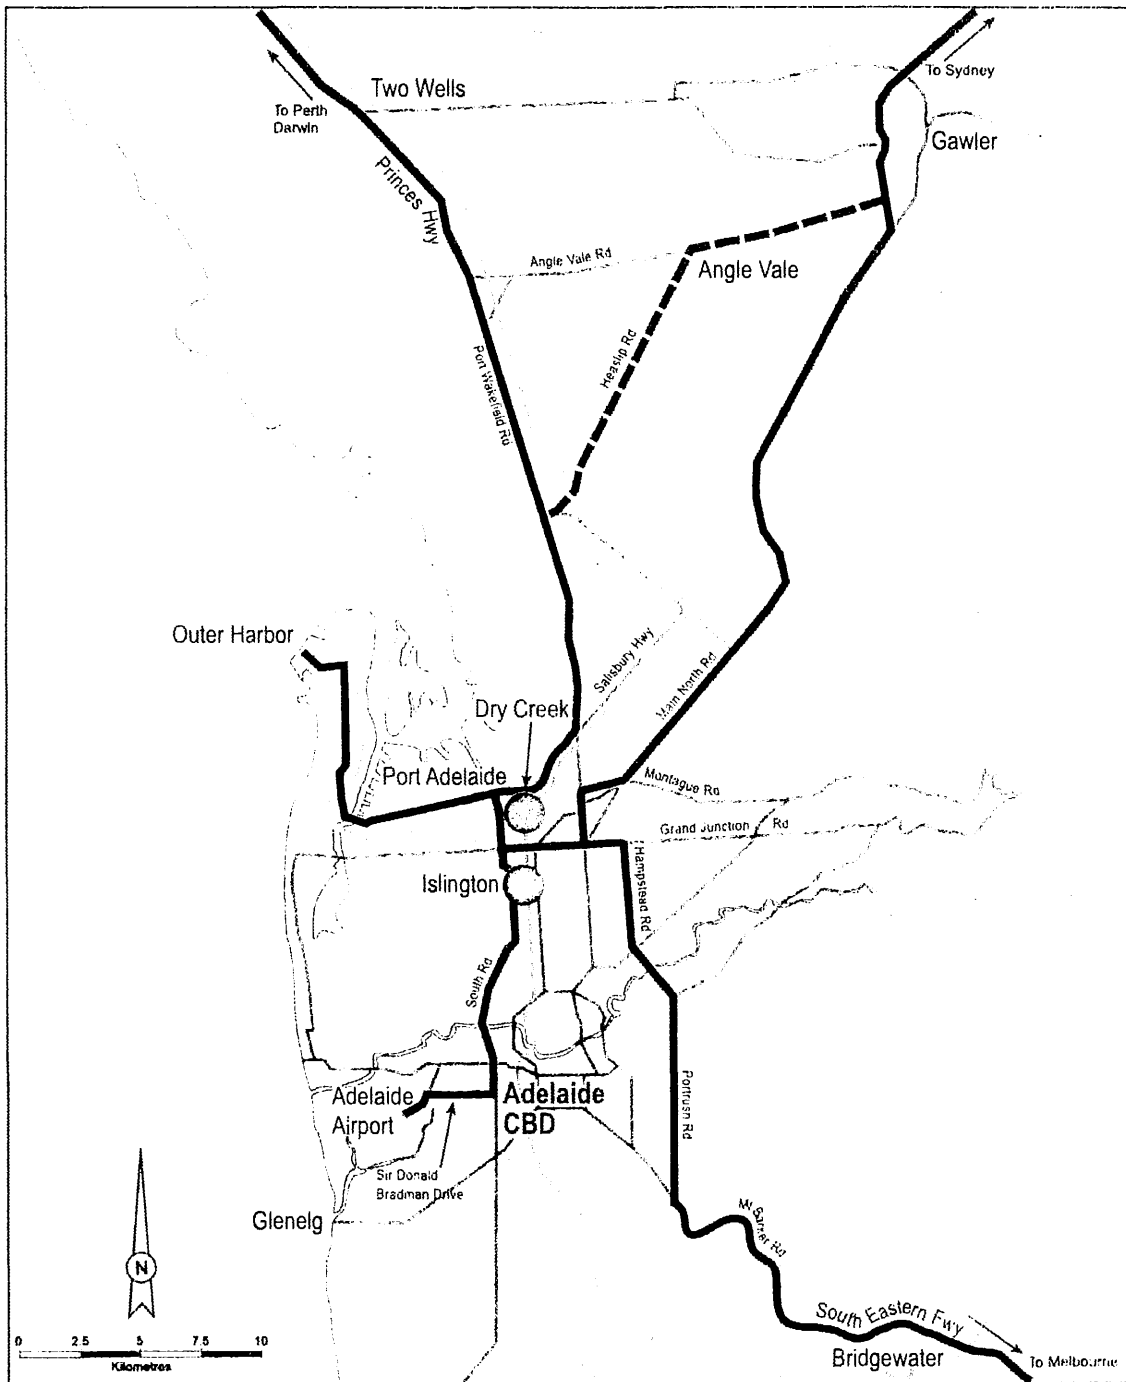 To Sydney
Two Wells
To Perth
Darwin
Gawler
Princes Hwy
Angle Vale Rd
Angle Vale
Heaslip Rd
Port Wakefield Rd
Outer Harbor
Salisbury Hwy
Main North Rd
Dry Creek
Port Adelaide
Montague Rd
Grand Junction Rd
Islington
Hampstead Rd
South Rd
Adelaide
Airport
Adelaide
CBD
Portrush Rd
Sir Donald
Bradman Drive
Glenelg
Mt Barker Rd
N
South Eastern Fwy
0 2.5 5 7.5 10
Kilometres
Bridgewater
To Melbourne